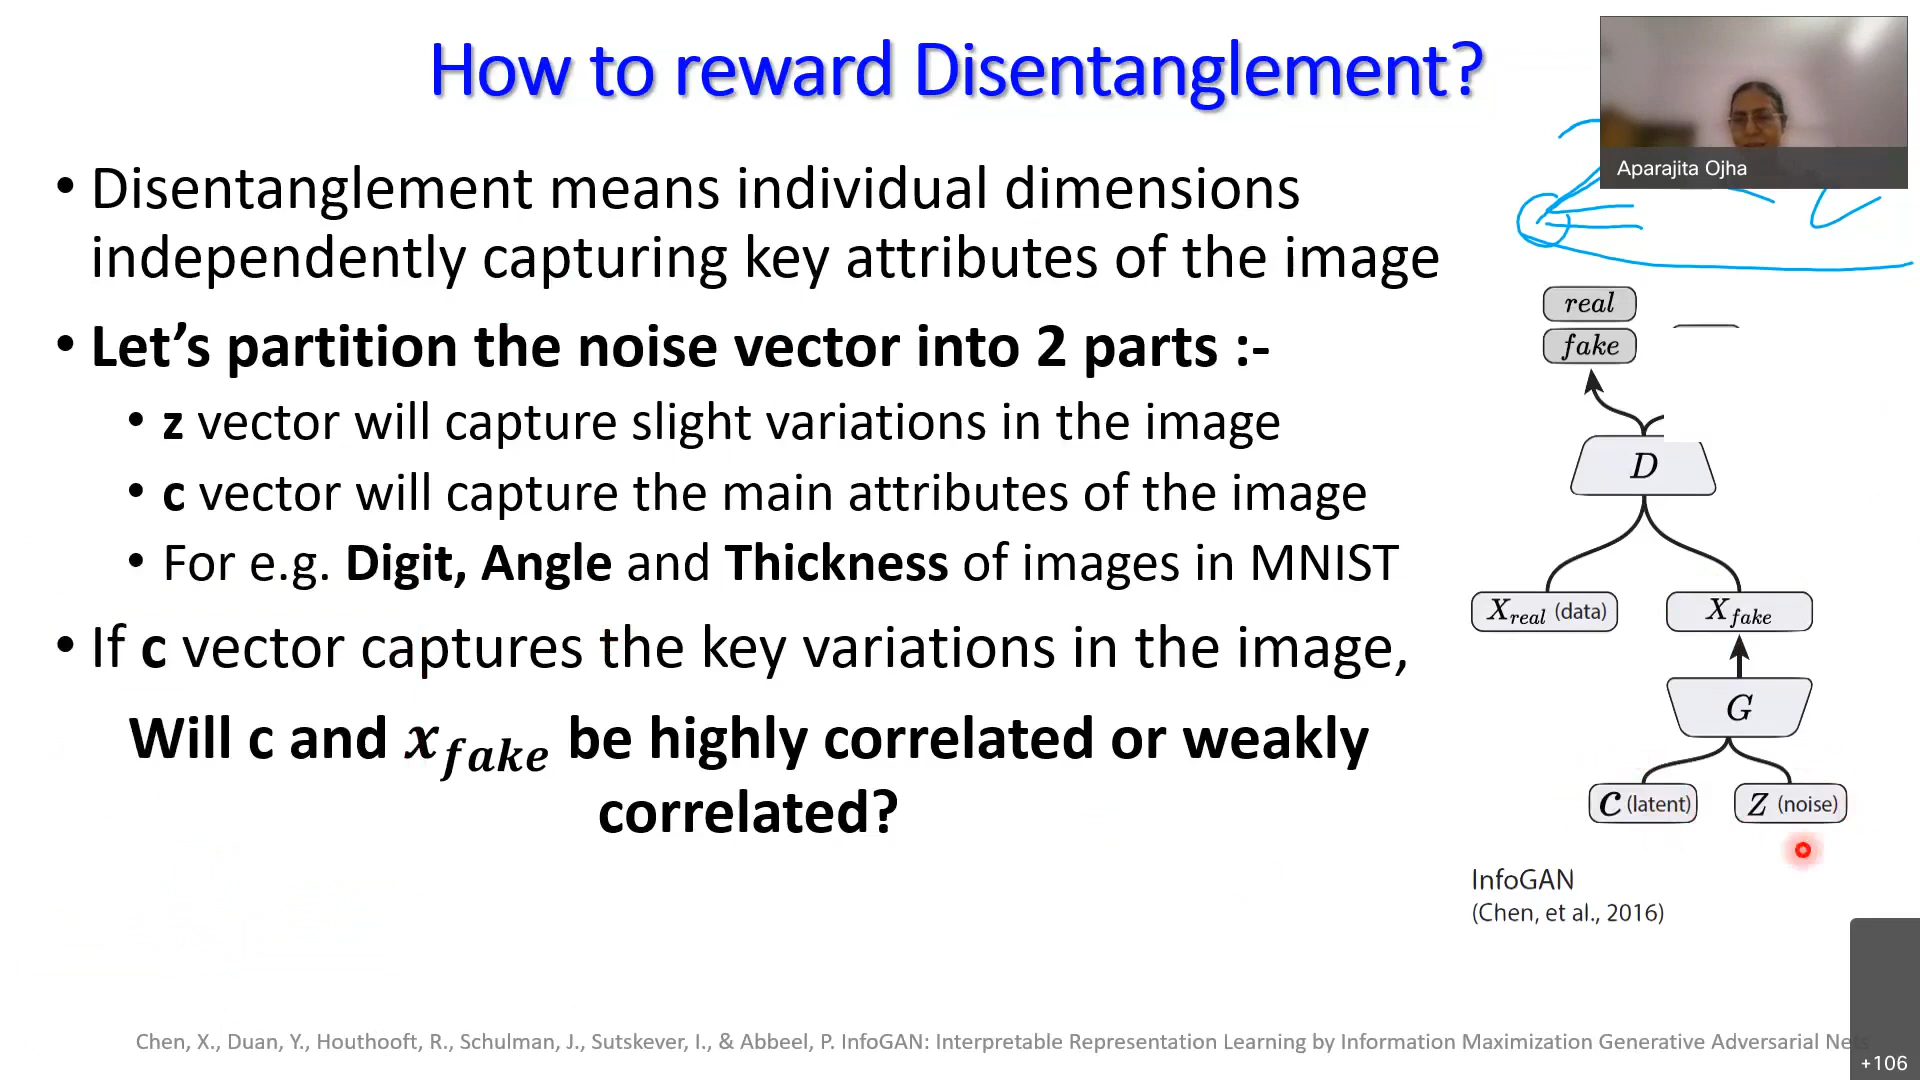 How to reward Disentanglement?
Aparajita Ojha
• Disentanglement means individual dimensions
independently capturing key attributes of the image
• Let’s partition the noise vector into 2 parts :-
• z vector will capture slight variations in the image
• c vector will capture the main attributes of the image
• For e.g. Digit, Angle and Thickness of images in MNIST
• If c vector captures the key variations in the image,
Will c and x_fake be highly correlated or weakly
correlated?
real
fake
D
X_real (data)
X_fake
G
C (latent)
Z (noise)
InfoGAN
(Chen, et al., 2016)
Chen, X., Duan, Y., Houthooft, R., Schulman, J., Sutskever, I., & Abbeel, P. InfoGAN: Interpretable Representation Learning by Information Maximization Generative Adversarial Nets
+106